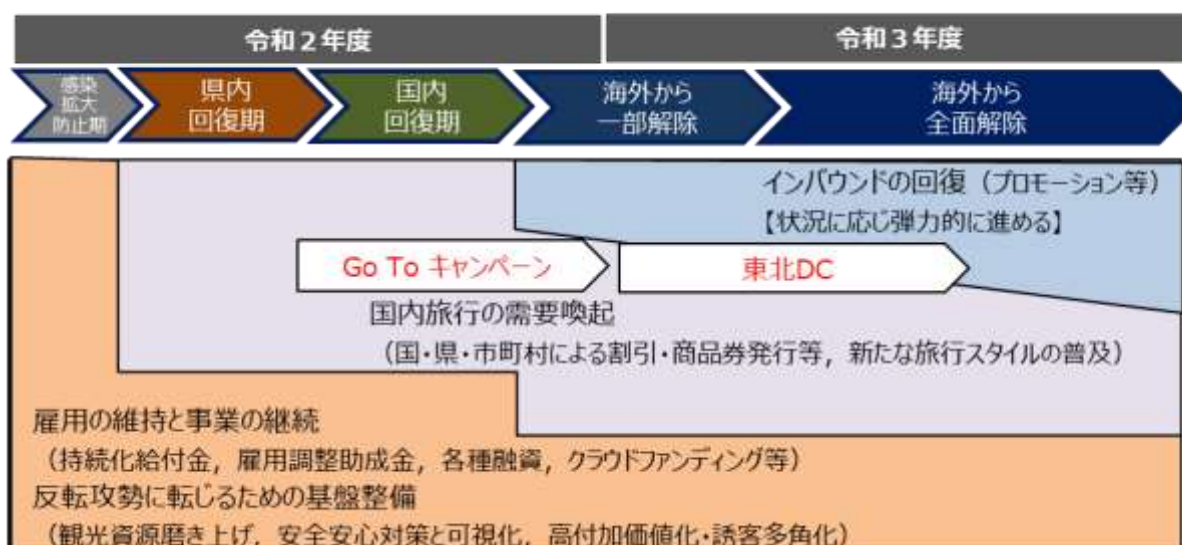 令和２年度
令和３年度
感染
拡大
防止期
県内
回復期
国内
回復期
海外から
一部解除
海外から
全面解除
インバウンドの回復（プロモーション等）
【状況に応じ弾力的に進める】
Go To キャンペーン
東北DC
国内旅行の需要喚起
（国・県・市町村による割引・商品券発行等，新たな旅行スタイルの普及）
雇用の維持と事業の継続
（持続化給付金，雇用調整助成金，各種融資，クラウドファンディング等）
反転攻勢に転じるための基盤整備
（観光資源磨き上げ，安全安心対策と可視化，高付加価値化・誘客多角化）